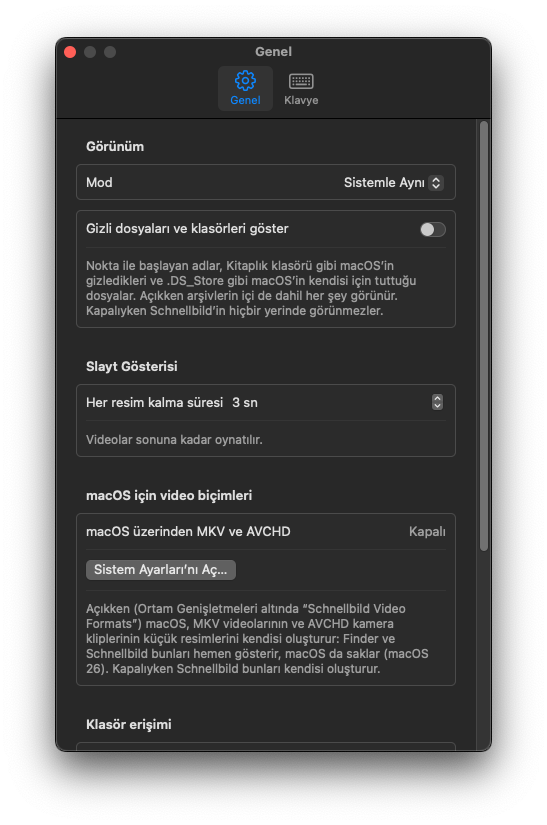 Genel
Genel
Klavye
Görünüm
Mod
Sistemle Aynı
Gizli dosyaları ve klasörleri göster
Nokta ile başlayan adlar, Kitaplık klasörü gibi macOS’in
gizledikleri ve .DS_Store gibi macOS’in kendisi için tuttuğu
dosyalar. Açıkken arşivlerin içi de dahil her şey görünür.
Kapalıyken Schnellbild’in hiçbir yerinde görünmezler.
Slayt Gösterisi
Her resim kalma süresi 3 sn
Videolar sonuna kadar oynatılır.
macOS için video biçimleri
macOS üzerinden MKV ve AVCHD
Kapalı
Sistem Ayarları’nı Aç...
Açıkken (Ortam Genişletmeleri altında “Schnellbild Video
Formats”) macOS, MKV videolarının ve AVCHD kamera
kliplerinin küçük resimlerini kendisi oluşturur: Finder ve
Schnellbild bunları hemen gösterir, macOS da saklar (macOS
26). Kapalıyken Schnellbild bunları kendisi oluşturur.
Klasör erişimi